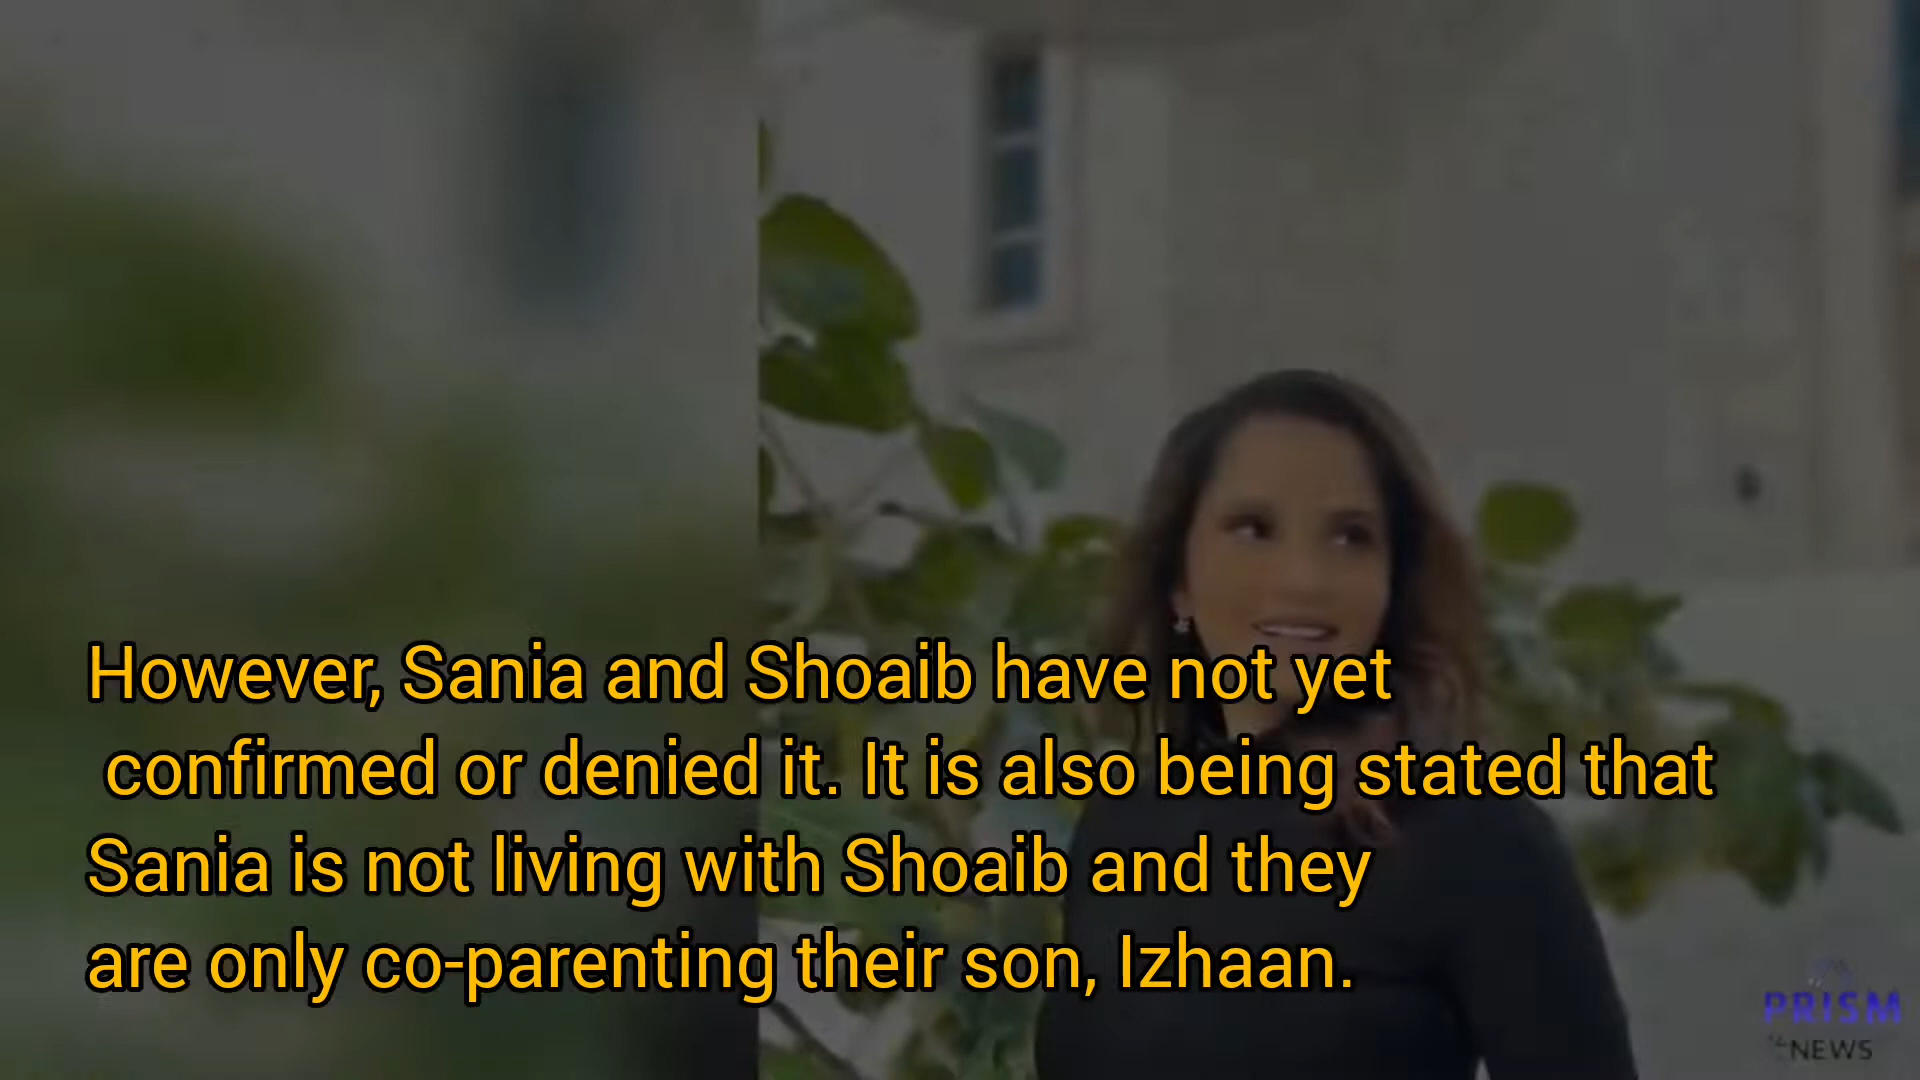 However, Sania and Shoaib have not yet
confirmed or denied it. It is also being stated that
Sania is not living with Shoaib and they
are only co-parenting their son, Izhaan.
PRISM
NEWS